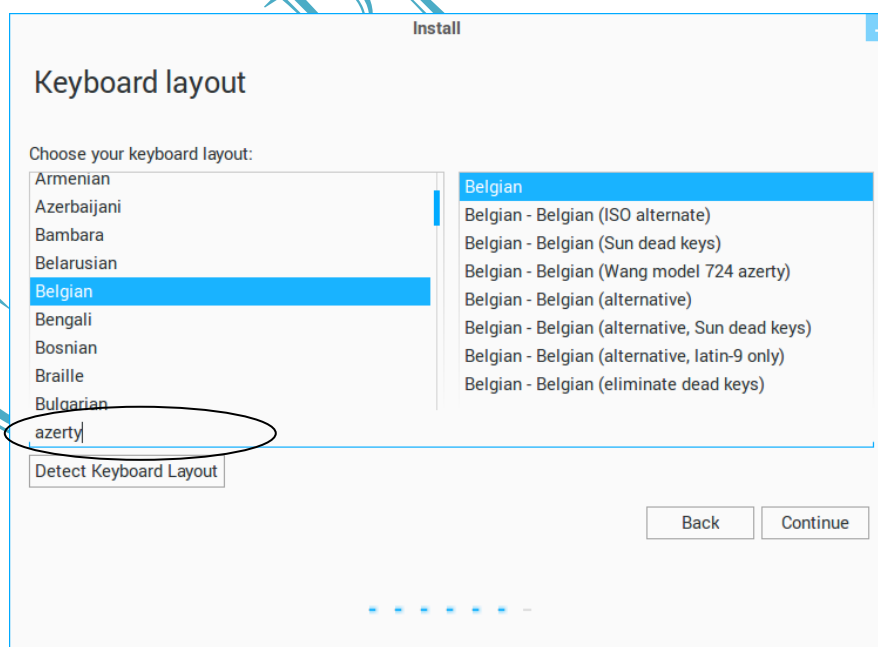 Install
Keyboard layout
Choose your keyboard layout:
Armenian
Azerbaijani
Bambara
Belarusian
Belgian
Bengali
Bosnian
Braille
Bulgarian
Belgian
Belgian - Belgian (ISO alternate)
Belgian - Belgian (Sun dead keys)
Belgian - Belgian (Wang model 724 azerty)
Belgian - Belgian (alternative)
Belgian - Belgian (alternative, Sun dead keys)
Belgian - Belgian (alternative, latin-9 only)
Belgian - Belgian (eliminate dead keys)
azerty
Detect Keyboard Layout
Back
Continue